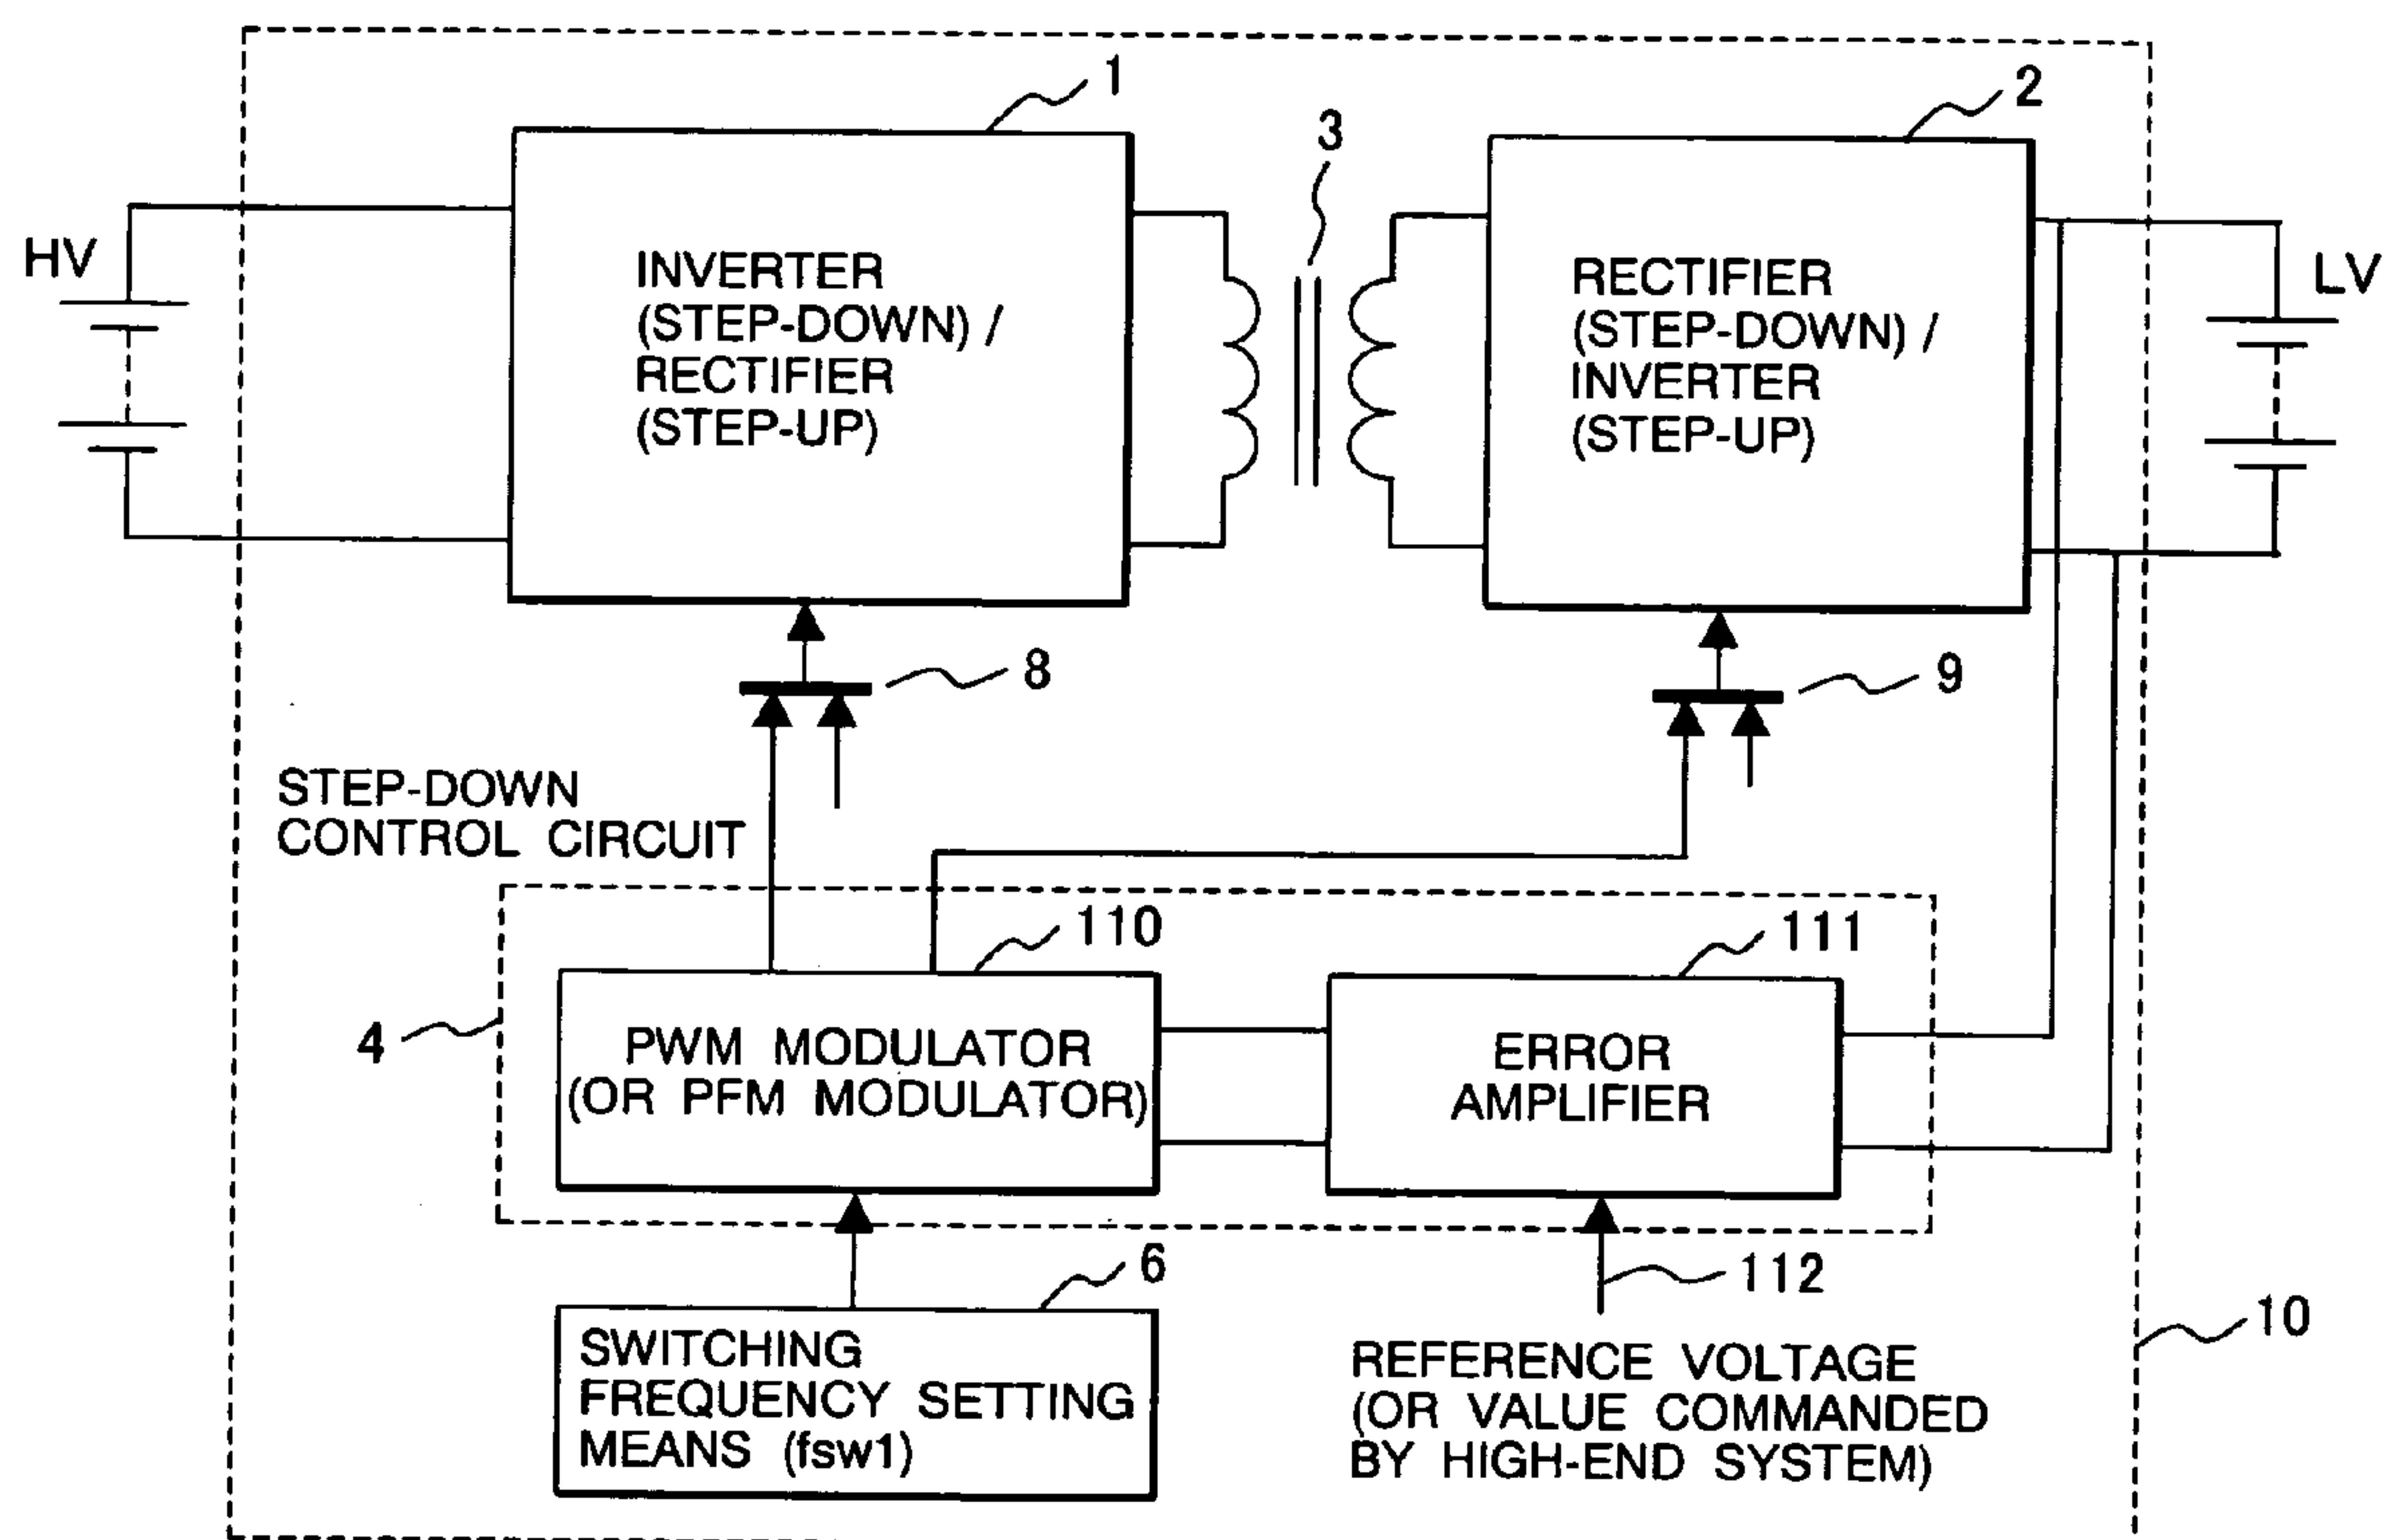 1
2
3
HV
INVERTER
(STEP-DOWN) /
RECTIFIER
(STEP-UP)
RECTIFIER
(STEP-DOWN) /
INVERTER
(STEP-UP)
LV
8
9
STEP-DOWN
CONTROL CIRCUIT
110
111
4
PWM MODULATOR
(OR PFM MODULATOR)
ERROR
AMPLIFIER
6
112
10
SWITCHING
FREQUENCY SETTING
MEANS (fsw1)
REFERENCE VOLTAGE
(OR VALUE COMMANDED
BY HIGH-END SYSTEM)